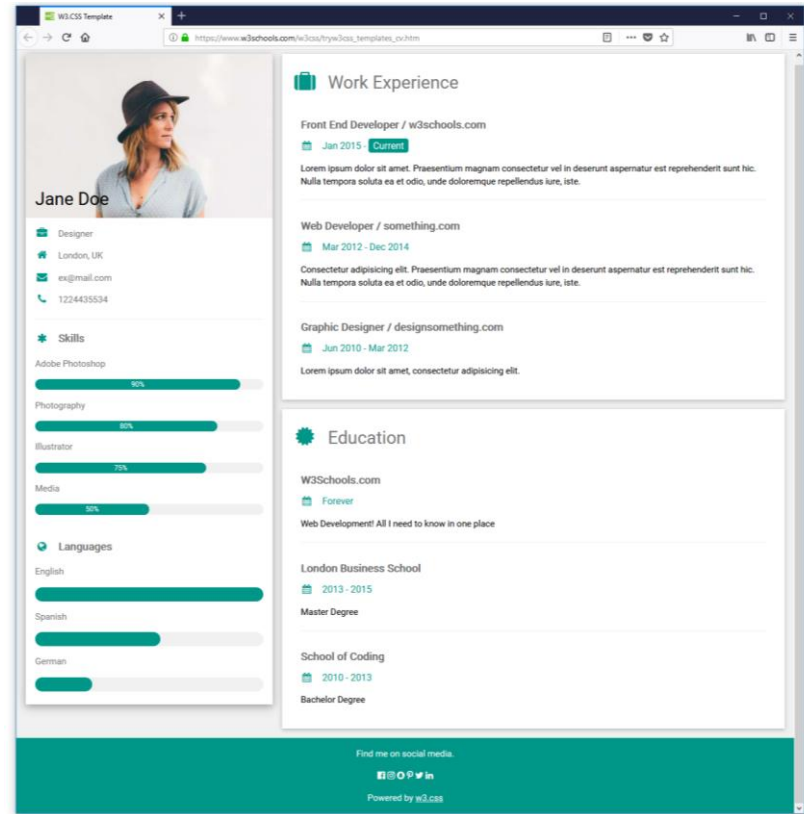 W3.CSS Template
https://www.w3schools.com/w3css/tryw3css_templates_cv.htm
Jane Doe
Designer
London, UK
ex@mail.com
1224435534
Skills
Adobe Photoshop
90%
Photography
80%
Illustrator
75%
Media
50%
Languages
English
Spanish
German
Work Experience
Front End Developer / w3schools.com
Jan 2015 - Current
Lorem ipsum dolor sit amet. Praesentium magnam consectetur vel in deserunt aspernatur est reprehenderit sunt hic.
Nulla tempora soluta ea et odio, unde doloremque repellendus iure, iste.
Web Developer / something.com
Mar 2012 - Dec 2014
Consectetur adipisicing elit. Praesentium magnam consectetur vel in deserunt aspernatur est reprehenderit sunt hic.
Nulla tempora soluta ea et odio, unde doloremque repellendus iure, iste.
Graphic Designer / designsomething.com
Jun 2010 - Mar 2012
Lorem ipsum dolor sit amet, consectetur adipisicing elit.
Education
W3Schools.com
Forever
Web Development! All I need to know in one place
London Business School
2013 - 2015
Master Degree
School of Coding
2010 - 2013
Bachelor Degree
Find me on social media.
Powered by w3.css